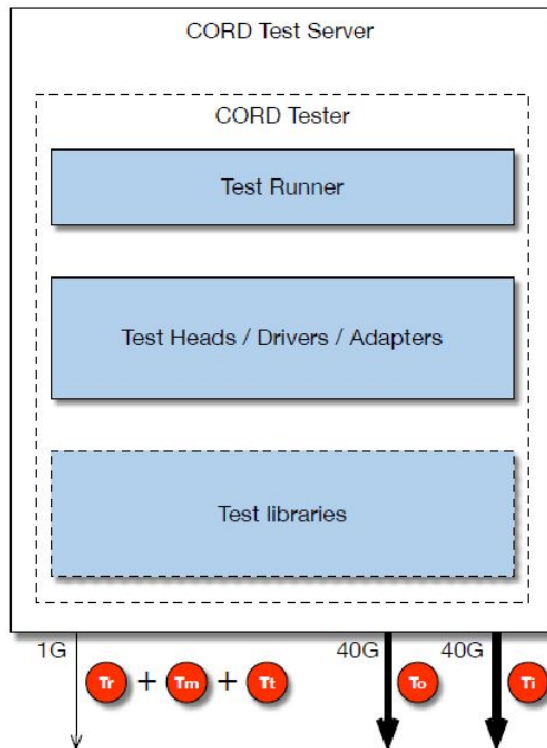 CORD Test Server
CORD Tester
Test Runner
Test Heads / Drivers / Adapters
Test libraries
1G 40G 40G
Tr + Tm + Tt To Ti